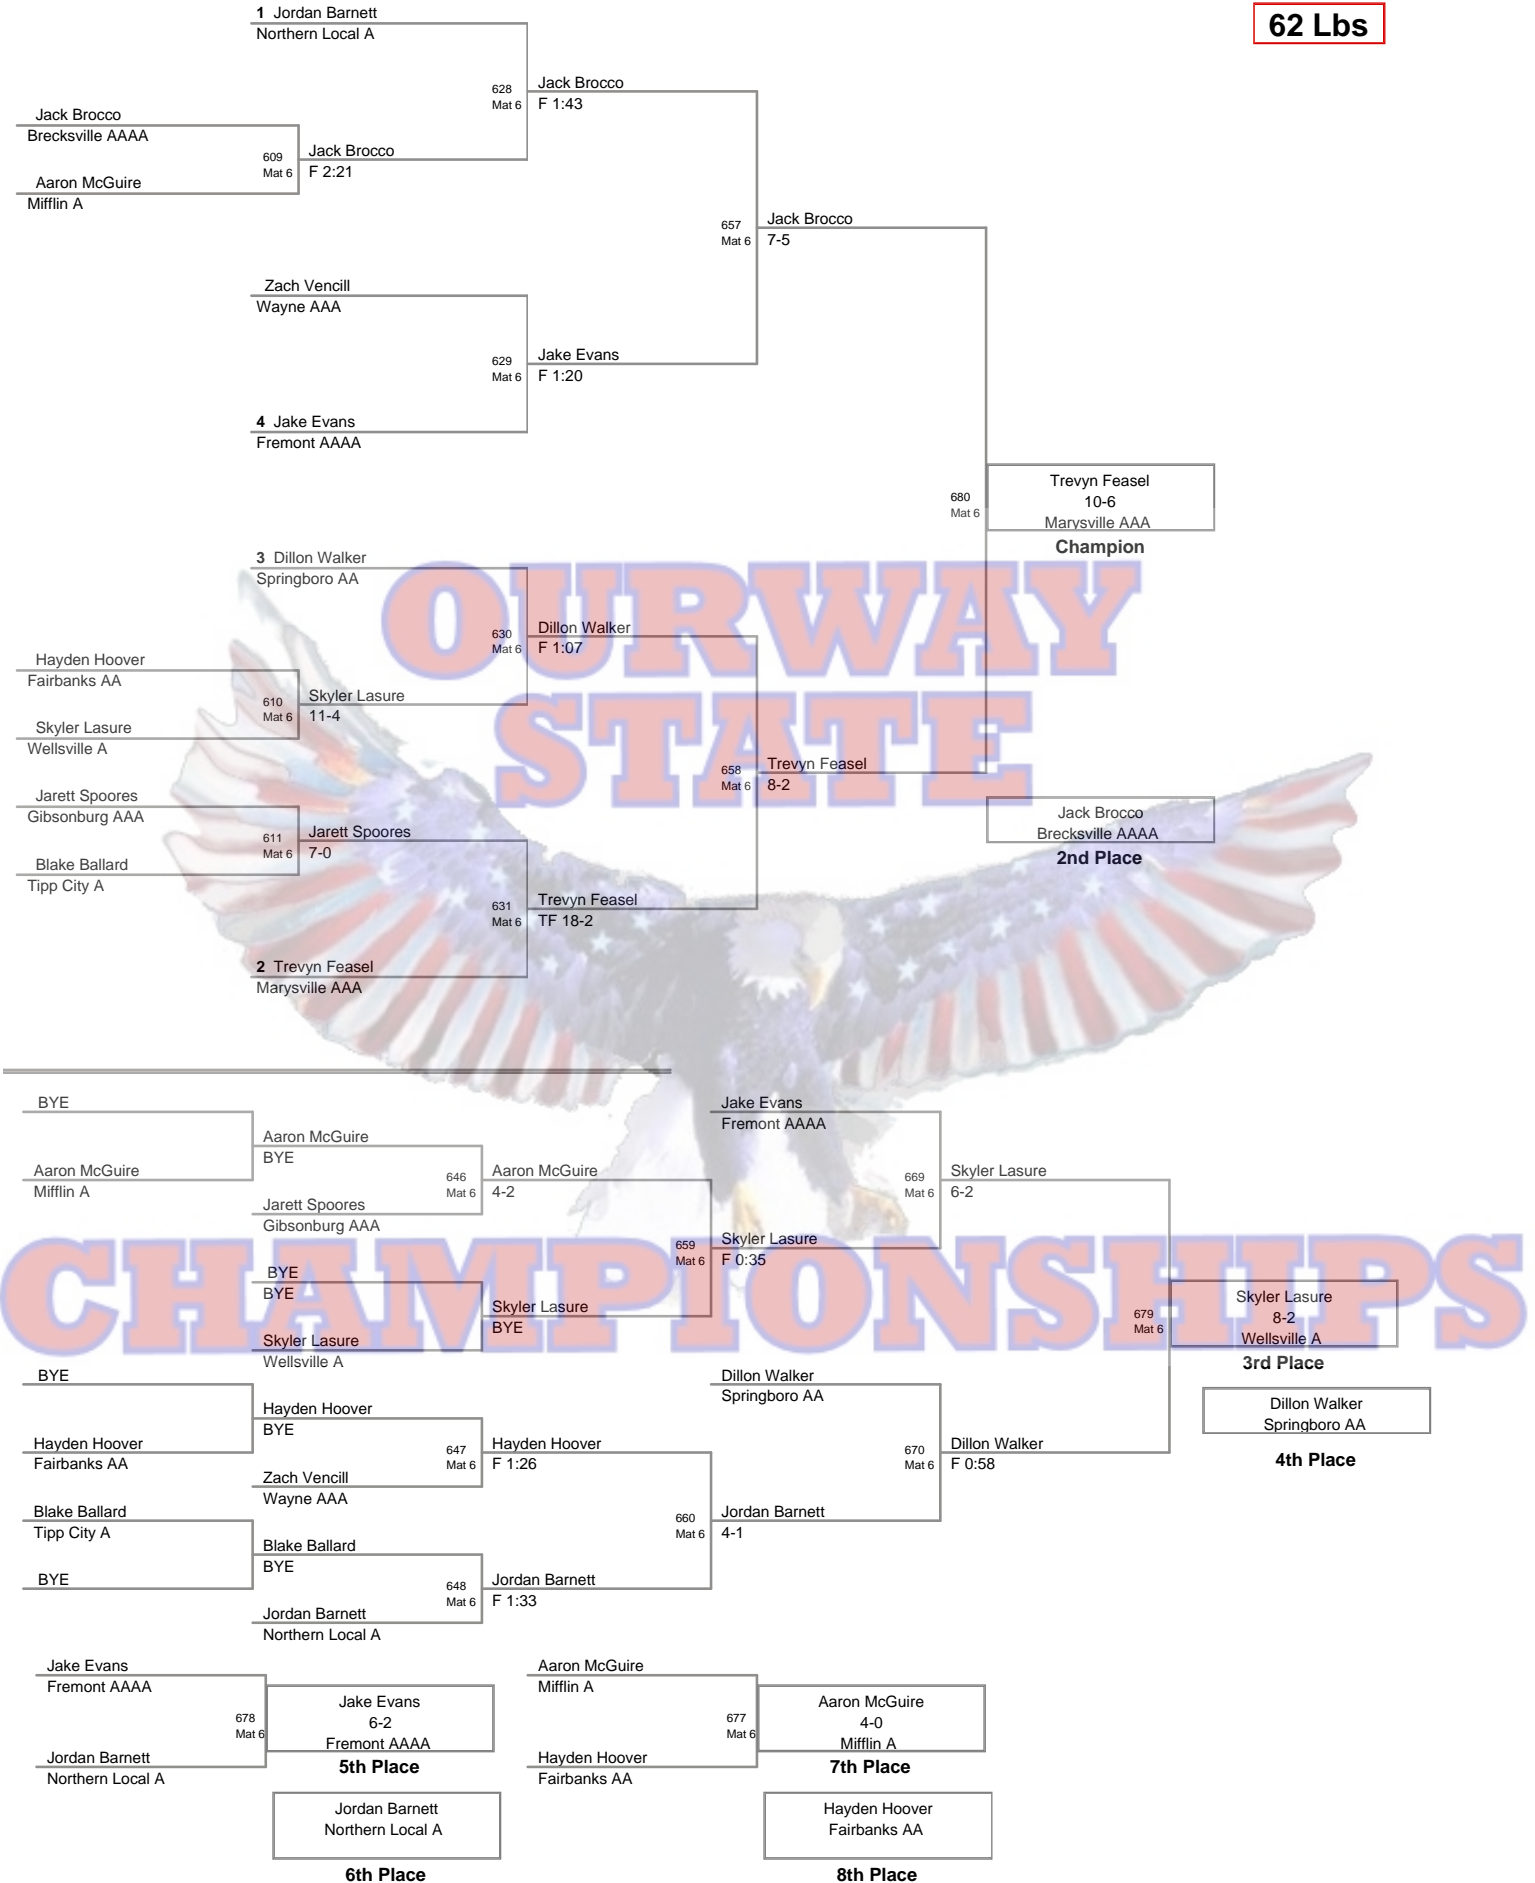 1 Jordan Barnett
Northern Local A
62 Lbs
628
Mat 6
Jack Brocco
F 1:43
Jack Brocco
Brecksville AAAA
609
Mat 6
Jack Brocco
F 2:21
Aaron McGuire
Mifflin A
657
Mat 6
Jack Brocco
7-5
Zach Vencill
Wayne AAA
629
Mat 6
Jake Evans
F 1:20
4 Jake Evans
Fremont AAAA
680
Mat 6
Trevyn Feasel
10-6
Marysville AAA
Champion
3 Dillon Walker
Springboro AA
OURWAY
STATE
CHAMPIONSHIPS
630
Mat 6
Dillon Walker
F 1:07
Hayden Hoover
Fairbanks AA
610
Mat 6
Skyler Lasure
11-4
Skyler Lasure
Wellsville A
658
Mat 6
Trevyn Feasel
8-2
Jarett Spoores
Gibsonburg AAA
611
Mat 6
Jarett Spoores
7-0
Jack Brocco
Brecksville AAAA
2nd Place
Blake Ballard
Tipp City A
631
Mat 6
Trevyn Feasel
TF 18-2
2 Trevyn Feasel
Marysville AAA
BYE
Aaron McGuire
BYE
Aaron McGuire
Mifflin A
646
Mat 6
Aaron McGuire
4-2
Jarett Spoores
Gibsonburg AAA
Jake Evans
Fremont AAAA
669
Mat 6
Skyler Lasure
6-2
659
Mat 6
Skyler Lasure
F 0:35
BYE
BYE
Skyler Lasure
BYE
Skyler Lasure
Wellsville A
679
Mat 6
Skyler Lasure
8-2
Wellsville A
3rd Place
Dillon Walker
Springboro AA
4th Place
BYE
Hayden Hoover
BYE
Hayden Hoover
Fairbanks AA
647
Mat 6
Hayden Hoover
F 1:26
Zach Vencill
Wayne AAA
Dillon Walker
Springboro AA
670
Mat 6
Dillon Walker
F 0:58
660
Mat 6
Jordan Barnett
4-1
Blake Ballard
Tipp City A
Blake Ballard
BYE
BYE
648
Mat 6
Jordan Barnett
F 1:33
Jordan Barnett
Northern Local A
Jake Evans
Fremont AAAA
678
Mat 6
Jake Evans
6-2
Fremont AAAA
5th Place
Jordan Barnett
Northern Local A
Jordan Barnett
Northern Local A
6th Place
Aaron McGuire
Mifflin A
677
Mat 6
Aaron McGuire
4-0
Mifflin A
7th Place
Hayden Hoover
Fairbanks AA
Hayden Hoover
Fairbanks AA
8th Place